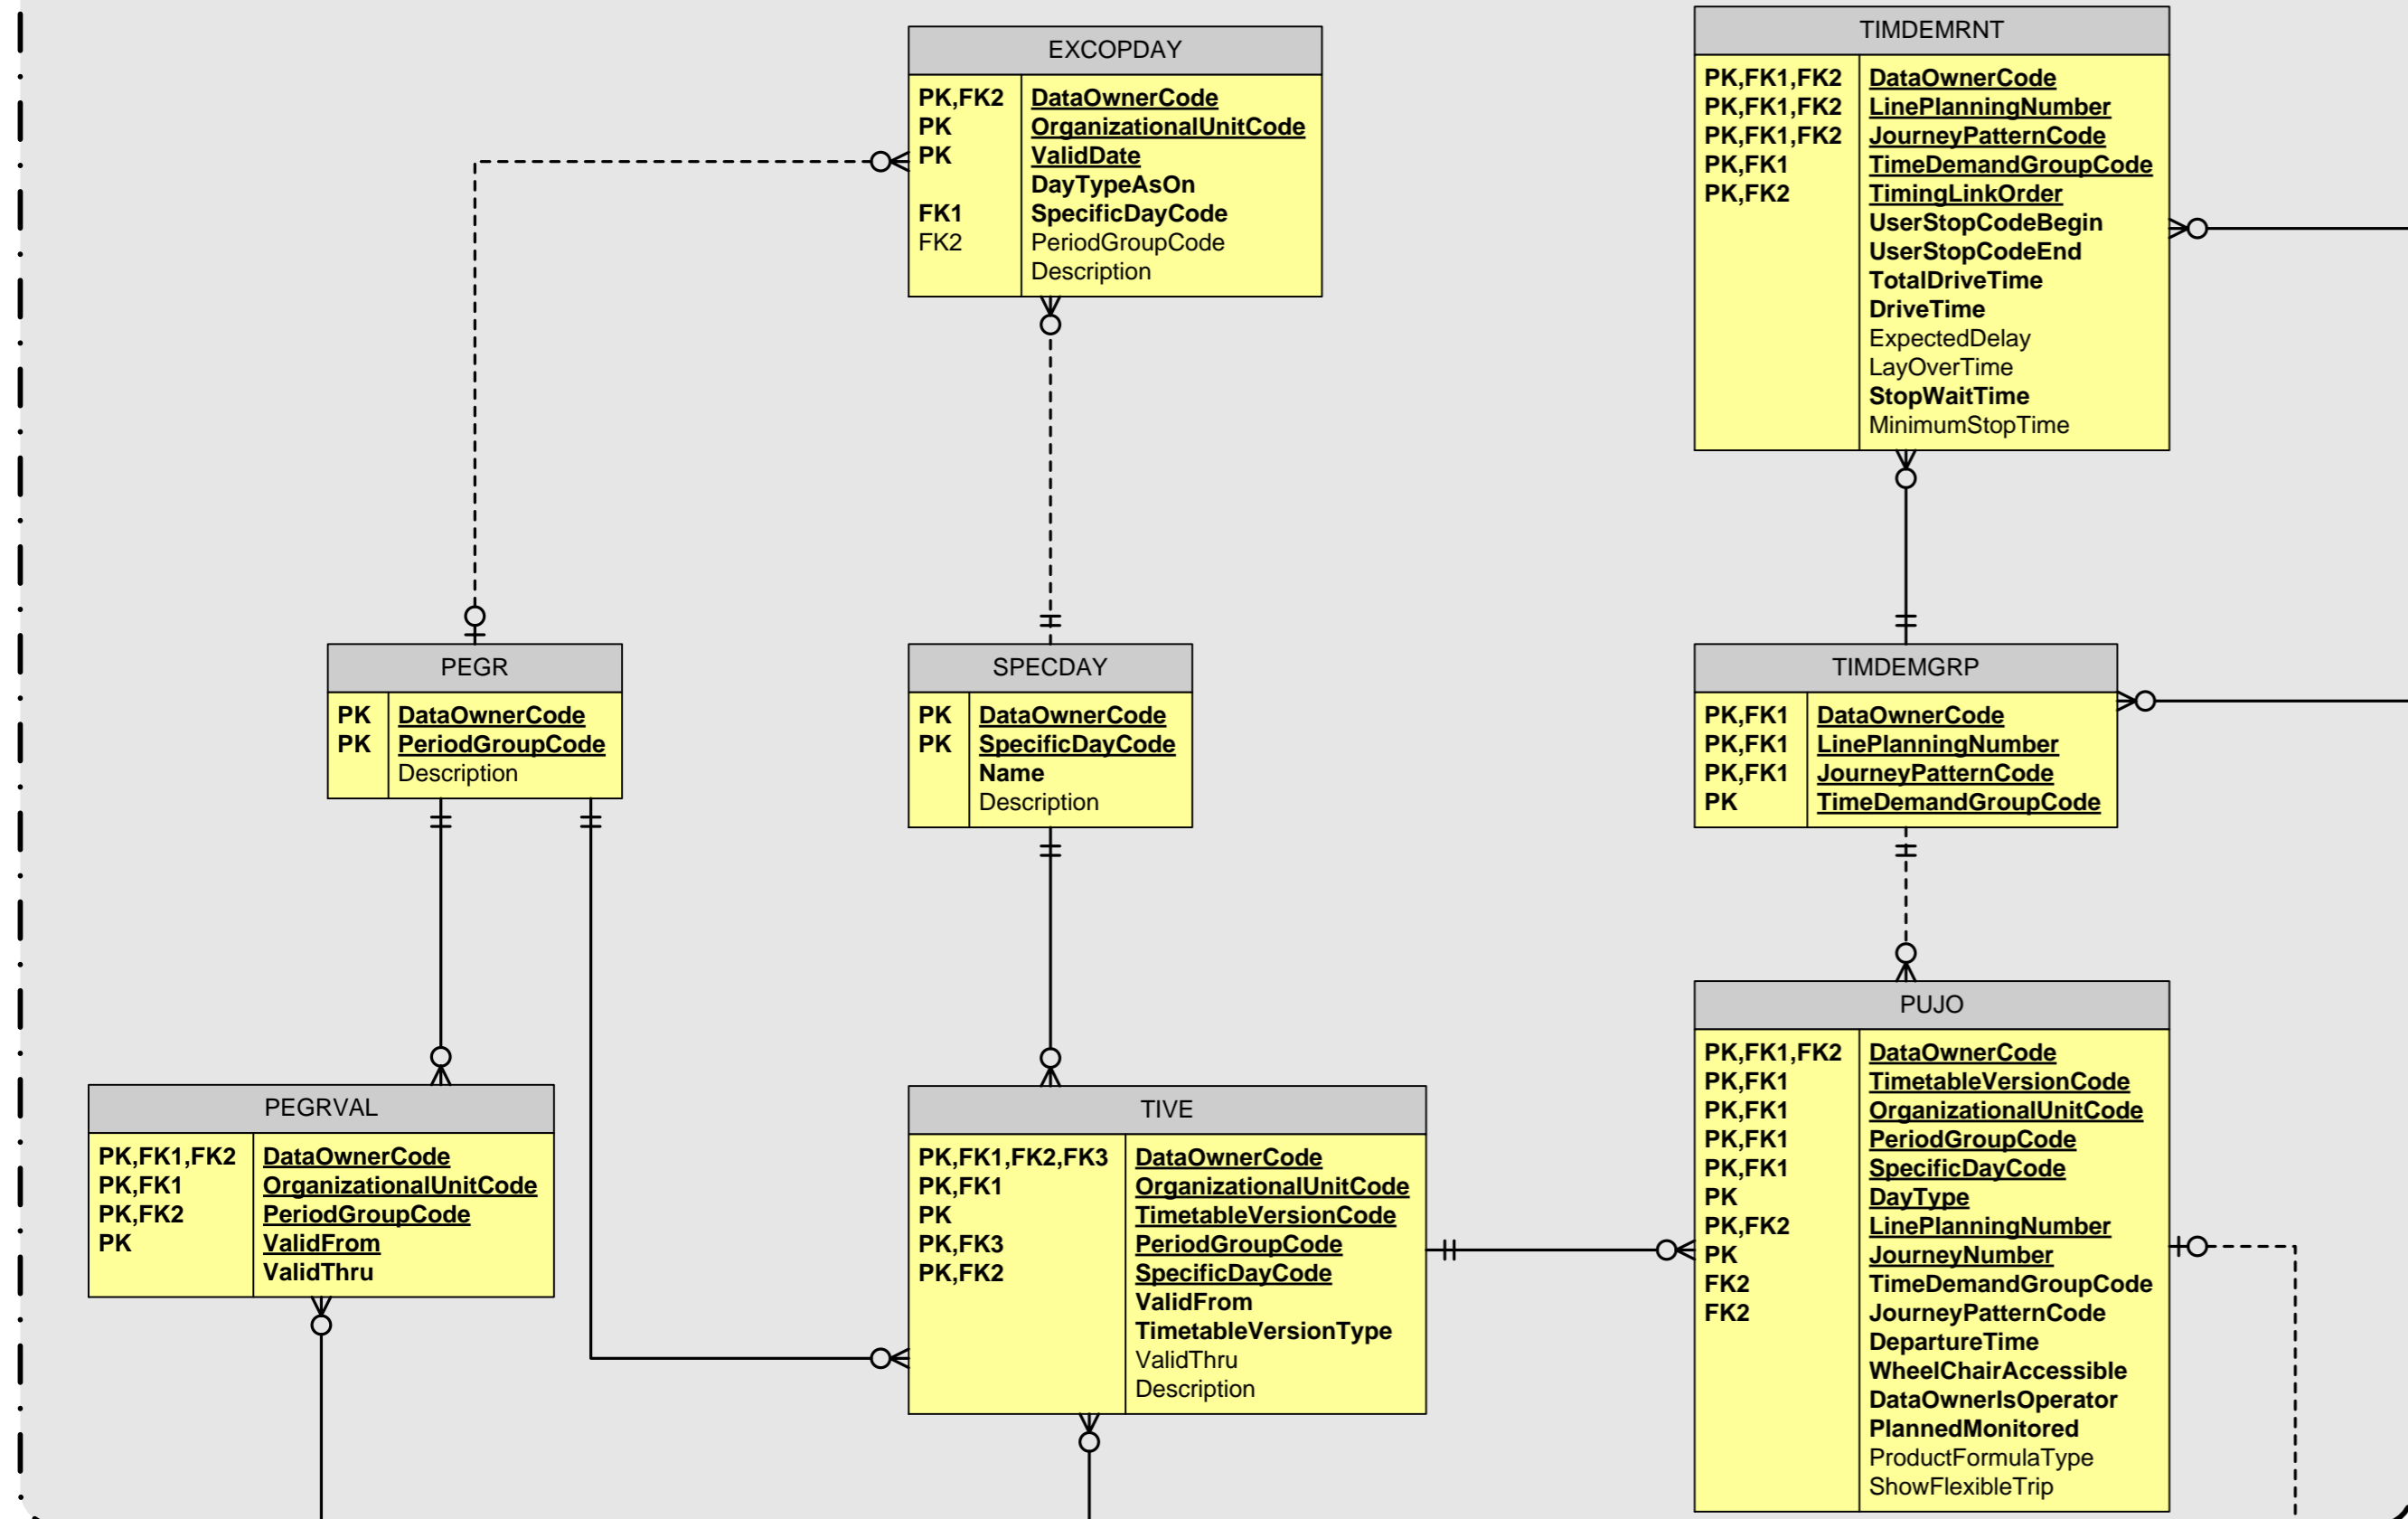 EXCOPDAY
PK,FK2 DataOwnerCode
PK OrganizationalUnitCode
PK ValidDate
DayTypeAsOn
FK1 SpecificDayCode
FK2 PeriodGroupCode
Description
TIMDEMRNT
PK,FK1,FK2 DataOwnerCode
PK,FK1,FK2 LinePlanningNumber
PK,FK1,FK2 JourneyPatternCode
PK,FK1 TimeDemandGroupCode
PK,FK2 TimingLinkOrder
UserStopCodeBegin
UserStopCodeEnd
TotalDriveTime
DriveTime
ExpectedDelay
LayOverTime
StopWaitTime
MinimumStopTime
PEGR
PK DataOwnerCode
PK PeriodGroupCode
Description
SPECDAY
PK DataOwnerCode
PK SpecificDayCode
Name
Description
TIMDEMGRP
PK,FK1 DataOwnerCode
PK,FK1 LinePlanningNumber
PK,FK1 JourneyPatternCode
PK TimeDemandGroupCode
PEGRVAL
PK,FK1,FK2 DataOwnerCode
PK,FK1 OrganizationalUnitCode
PK,FK2 PeriodGroupCode
PK ValidFrom
ValidThru
TIVE
PK,FK1,FK2,FK3 DataOwnerCode
PK,FK1 OrganizationalUnitCode
PK TimetableVersionCode
PK,FK3 PeriodGroupCode
PK,FK2 SpecificDayCode
ValidFrom
TimetableVersionType
ValidThru
Description
PUJO
PK,FK1,FK2 DataOwnerCode
PK,FK1 TimetableVersionCode
PK,FK1 OrganizationalUnitCode
PK,FK1 PeriodGroupCode
PK,FK1 SpecificDayCode
PK DayType
PK,FK2 LinePlanningNumber
PK JourneyNumber
FK2 TimeDemandGroupCode
FK2 JourneyPatternCode
DepartureTime
WheelChairAccessible
DataOwnerIsOperator
PlannedMonitored
ProductFormulaType
ShowFlexibleTrip